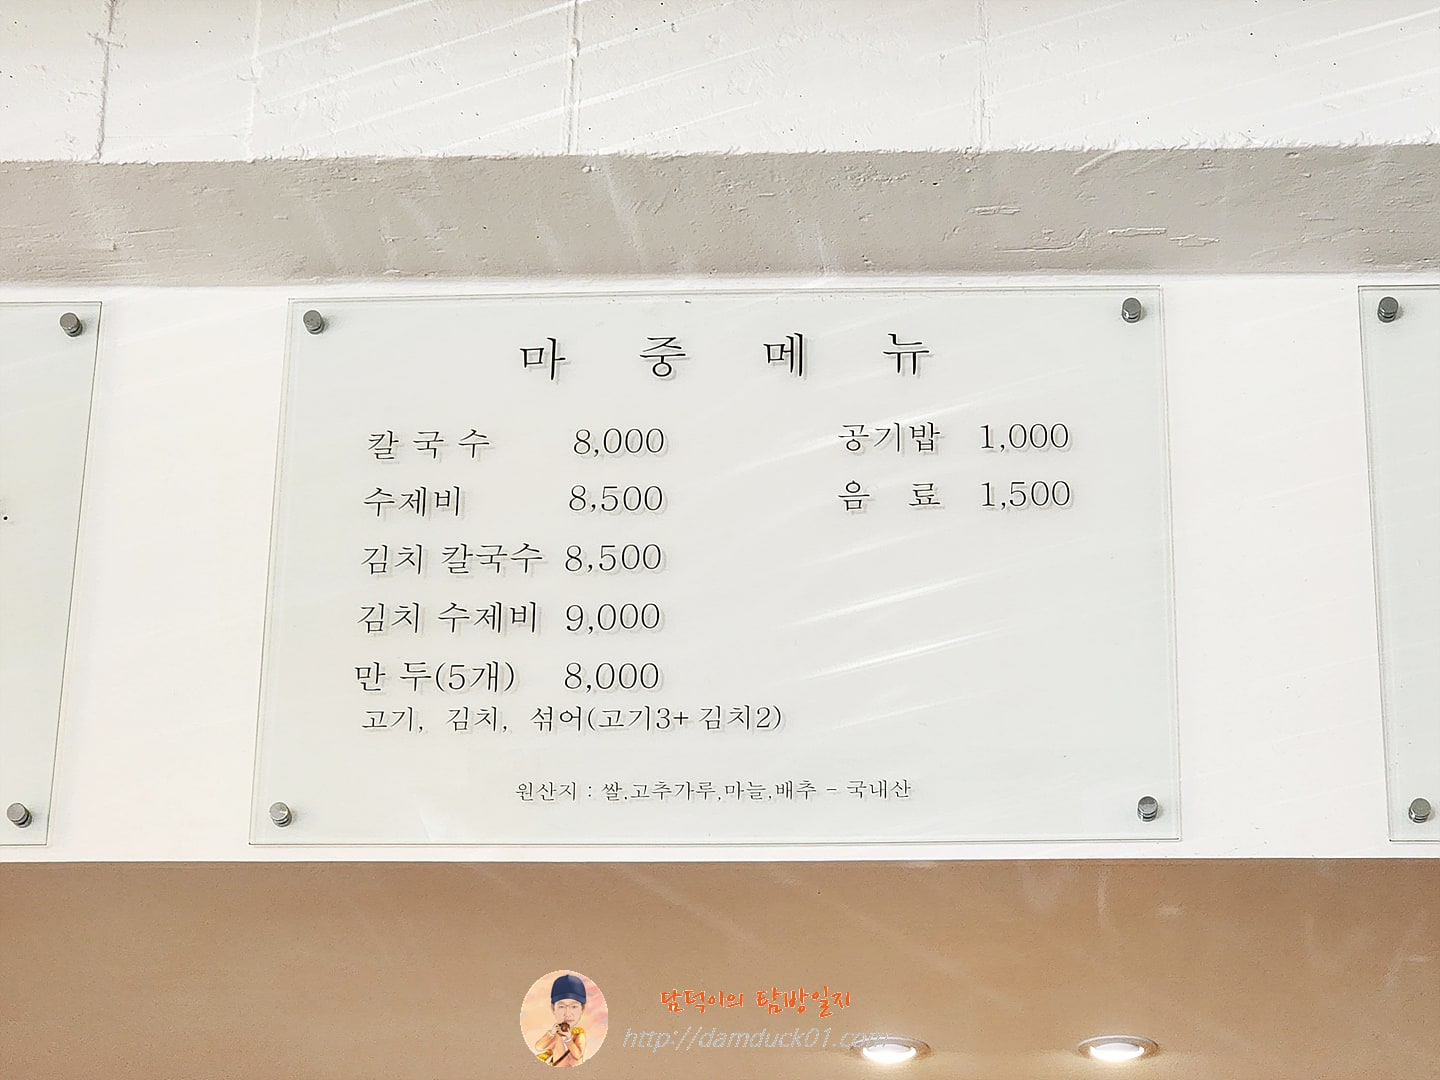 마 중 메 뉴
칼 국 수 8,000
수제비 8,500
김치 칼국수 8,500
김치 수제비 9,000
만 두(5개) 8,000
고기, 김치, 섞어(고기3+ 김치2)
공기밥 1,000
음 료 1,500
원산지 : 쌀,고추가루,마늘,배추 - 국내산
담덕이의 탐방일지
http://damduck01.com